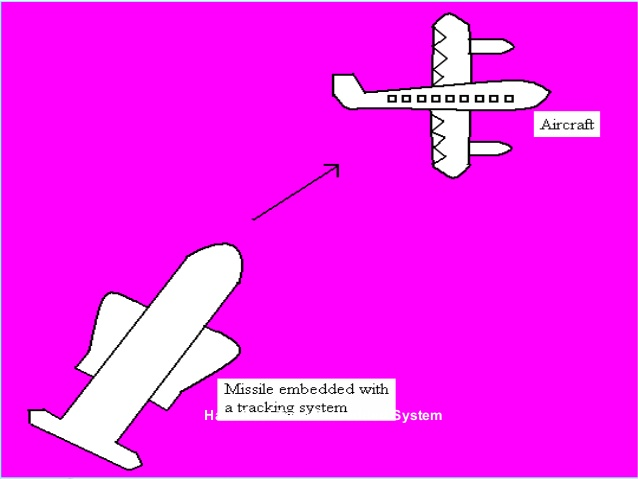 Aircraft
Missile embedded with
a tracking system
System